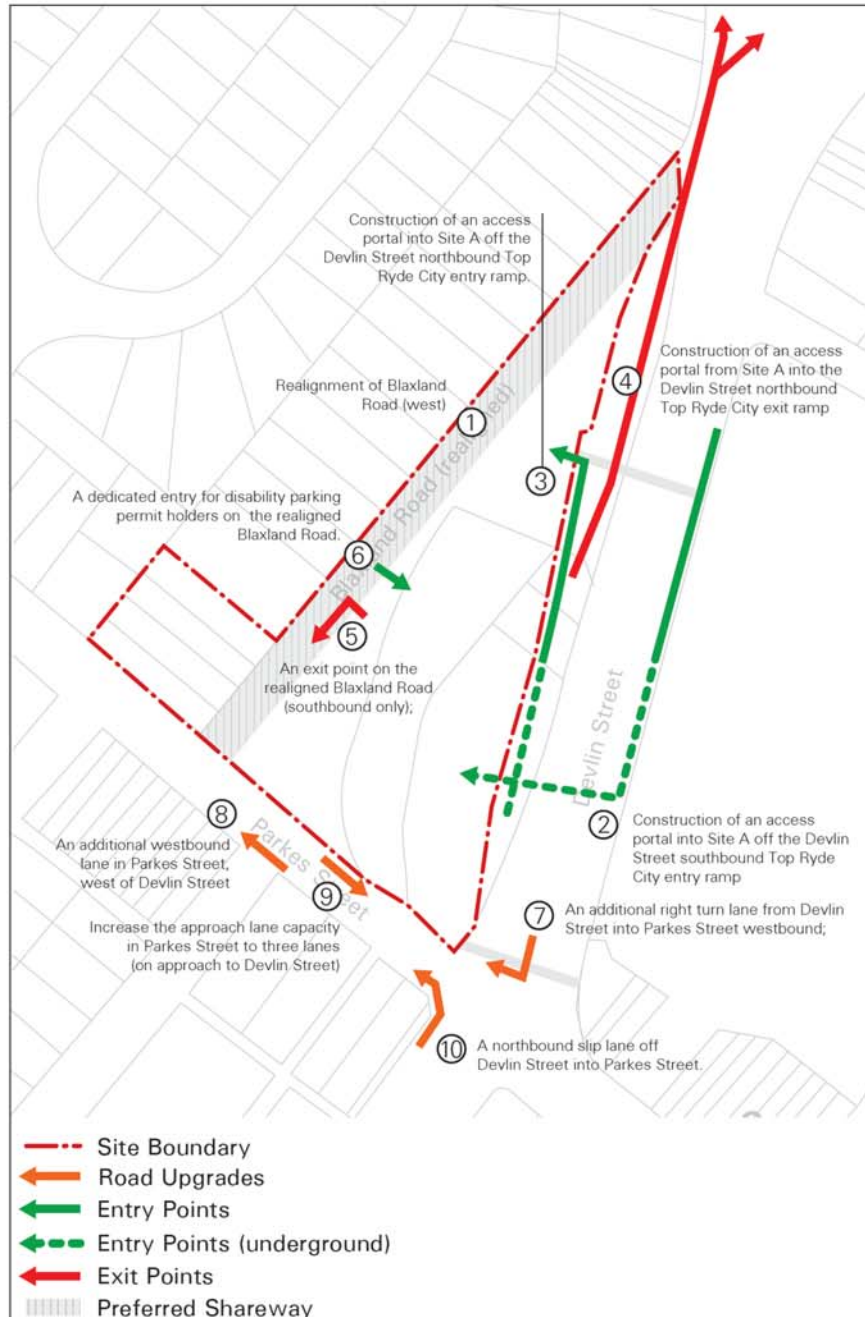 Construction of an access
portal into Site A off the
Devlin Street northbound Top
Ryde City entry ramp.
Construction of an access
portal from Site A into the
Devlin Street northbound
Top Ryde City exit ramp
4
Realignment of Blaxland
Road (west)
1
Blaxland Road (realigned)
3
A dedicated entry for disability parking
permit holders on the realigned
Blaxland Road.
6
5
An exit point on the
realigned Blaxland Road
(southbound only);
Devlin Street
2
Construction of an access
portal into Site A off the Devlin
Street southbound Top Ryde
City entry ramp
8
An additional westbound
lane in Parkes Street,
west of Devlin Street
Parkes Street
9
Increase the approach lane capacity
in Parkes Street to three lanes
(on approach to Devlin Street)
7
An additional right turn lane from Devlin
Street into Parkes Street westbound;
10
A northbound slip lane off
Devlin Street into Parkes Street.
Site Boundary
Road Upgrades
Entry Points
Entry Points (underground)
Exit Points
Preferred Shareway